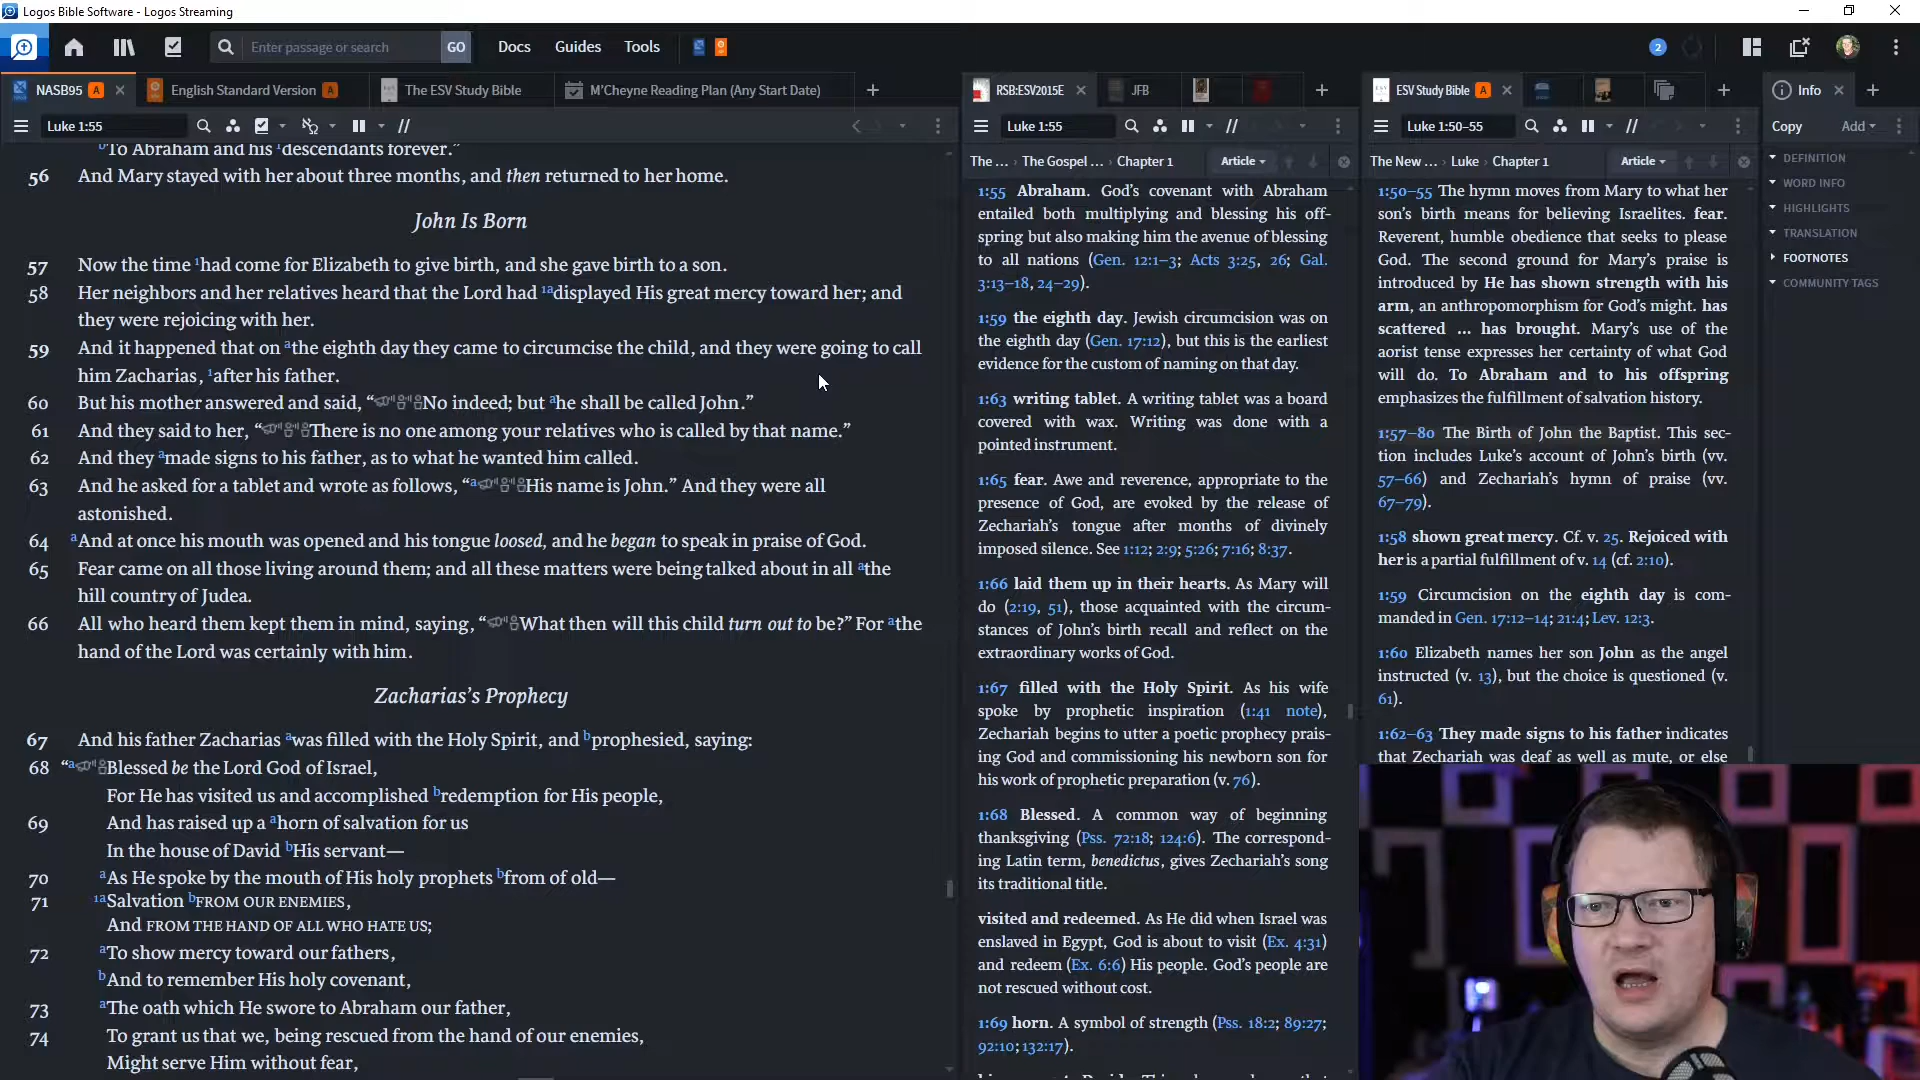 Logos Bible Software - Logos Streaming
Enter passage or search
GO
Docs
Guides
Tools
2
NASB95 A
English Standard Version A
The ESV Study Bible
M'Cheyne Reading Plan (Any Start Date)
Luke 1:55
bTo Abraham and his 1descendants forever.”
56 And Mary stayed with her about three months, and then returned to her home.
John Is Born
57 Now the time 1had come for Elizabeth to give birth, and she gave birth to a son.
58 Her neighbors and her relatives heard that the Lord had 1adisplayed His great mercy toward her; and
they were rejoicing with her.
59 And it happened that on athe eighth day they came to circumcise the child, and they were going to call
him Zacharias, 1after his father.
60 But his mother answered and said, “No indeed; but ahe shall be called John.”
61 And they said to her, “There is no one among your relatives who is called by that name.”
62 And they amade signs to his father, as to what he wanted him called.
63 And he asked for a tablet and wrote as follows, “aHis name is John.” And they were all
astonished.
64 aAnd at once his mouth was opened and his tongue loosed, and he began to speak in praise of God.
65 Fear came on all those living around them; and all these matters were being talked about in all athe
hill country of Judea.
66 All who heard them kept them in mind, saying, “What then will this child turn out to be?” For athe
hand of the Lord was certainly with him.
Zacharias’s Prophecy
67 And his father Zacharias awas filled with the Holy Spirit, and bprophesied, saying:
68 “aBlessed be the Lord God of Israel,
For He has visited us and accomplished bredemption for His people,
69 And has raised up a ahorn of salvation for us
In the house of David bHis servant—
70 aAs He spoke by the mouth of His holy prophets bfrom of old—
71 1aSalvation bFROM OUR ENEMIES,
And FROM THE HAND OF ALL WHO HATE US;
72 aTo show mercy toward our fathers,
bAnd to remember His holy covenant,
73 aThe oath which He swore to Abraham our father,
74 To grant us that we, being rescued from the hand of our enemies,
Might serve Him without fear,
RSB:ESV2015E
JFB
Luke 1:55
The ... › The Gospel ... › Chapter 1
Article
1:55 Abraham. God’s covenant with Abraham
entailed both multiplying and blessing his off-
spring but also making him the avenue of blessing
to all nations (Gen. 12:1–3; Acts 3:25, 26; Gal.
3:13–18, 24–29).
1:59 the eighth day. Jewish circumcision was on
the eighth day (Gen. 17:12), but this is the earliest
evidence for the custom of naming on that day.
1:63 writing tablet. A writing tablet was a board
covered with wax. Writing was done with a
pointed instrument.
1:65 fear. Awe and reverence, appropriate to the
presence of God, are evoked by the release of
Zechariah’s tongue after months of divinely
imposed silence. See 1:12; 2:9; 5:26; 7:16; 8:37.
1:66 laid them up in their hearts. As Mary will
do (2:19, 51), those acquainted with the circum-
stances of John’s birth recall and reflect on the
extraordinary works of God.
1:67 filled with the Holy Spirit. As his wife
spoke by prophetic inspiration (1:41 note),
Zechariah begins to utter a poetic prophecy prais-
ing God and commissioning his newborn son for
his work of prophetic preparation (v. 76).
1:68 Blessed. A common way of beginning
thanksgiving (Pss. 72:18; 124:6). The correspond-
ing Latin term, benedictus, gives Zechariah’s song
its traditional title.
visited and redeemed. As He did when Israel was
enslaved in Egypt, God is about to visit (Ex. 4:31)
and redeem (Ex. 6:6) His people. God’s people are
not rescued without cost.
1:69 horn. A symbol of strength (Pss. 18:2; 89:27;
92:10; 132:17).
ESV Study Bible A
Luke 1:50–55
The New ... › Luke › Chapter 1
Article
1:50–55 The hymn moves from Mary to what her
son’s birth means for believing Israelites. fear.
Reverent, humble obedience that seeks to please
God. The second ground for Mary’s praise is
introduced by He has shown strength with his
arm, an anthropomorphism for God’s might. has
scattered ... has brought. Mary’s use of the
aorist tense expresses her certainty of what God
will do. To Abraham and to his offspring
emphasizes the fulfillment of salvation history.
1:57–80 The Birth of John the Baptist. This sec-
tion includes Luke’s account of John’s birth (vv.
57–66) and Zechariah’s hymn of praise (vv.
67–79).
1:58 shown great mercy. Cf. v. 25. Rejoiced with
her is a partial fulfillment of v. 14 (cf. 2:10).
1:59 Circumcision on the eighth day is com-
manded in Gen. 17:12–14; 21:4; Lev. 12:3.
1:60 Elizabeth names her son John as the angel
instructed (v. 13), but the choice is questioned (v.
61).
1:62–63 They made signs to his father indicates
that Zechariah was deaf as well as mute, or else
Info
Copy
Add
DEFINITION
WORD INFO
HIGHLIGHTS
TRANSLATION
FOOTNOTES
COMMUNITY TAGS